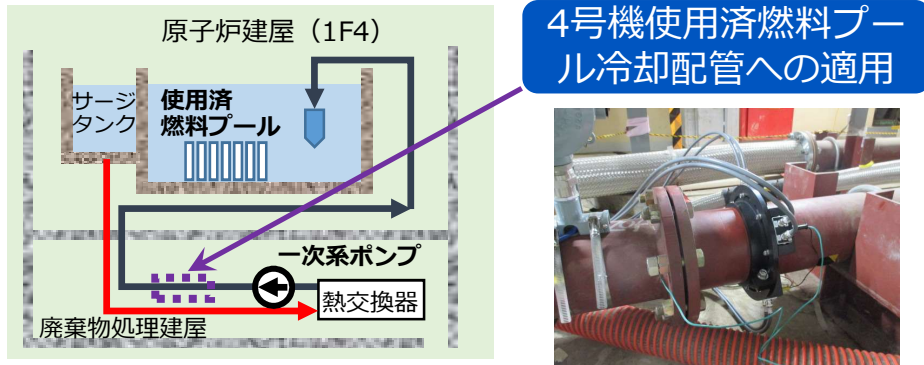 原子炉建屋（1F4）
サージ
タンク
使用済
燃料プール
一次系ポンプ
熱交換器
廃棄物処理建屋
4号機使用済燃料プー
ル冷却配管への適用